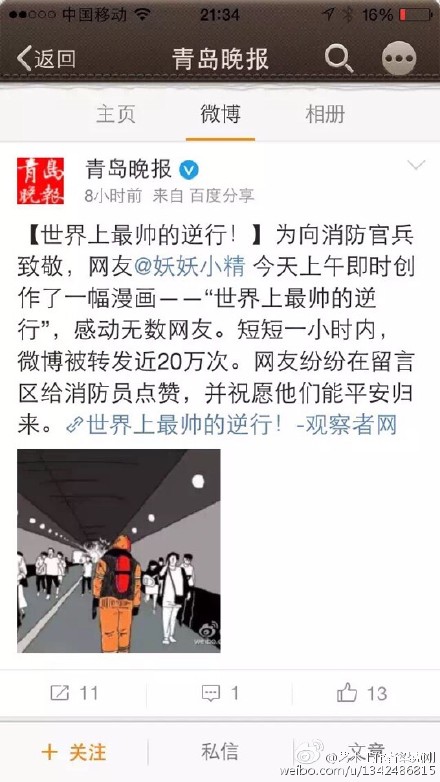 中国移动
21:34
16%
返回
青岛晚报
主页
微博
相册
青岛晚报
青岛晚报
8小时前 来自 百度分享
【世界上最帅的逆行！】为向消防官兵
致敬，网友@妖妖小精 今天上午即时创
作了一幅漫画——“世界上最帅的逆
行”，感动无数网友。短短一小时内，
微博被转发近20万次。网友纷纷在留言
区给消防员点赞，并祝愿他们能平安归
来。世界上最帅的逆行！-观察者网
weibo.com
11
1
13
+ 关注
私信
文章
weibo.com/u/1342486815